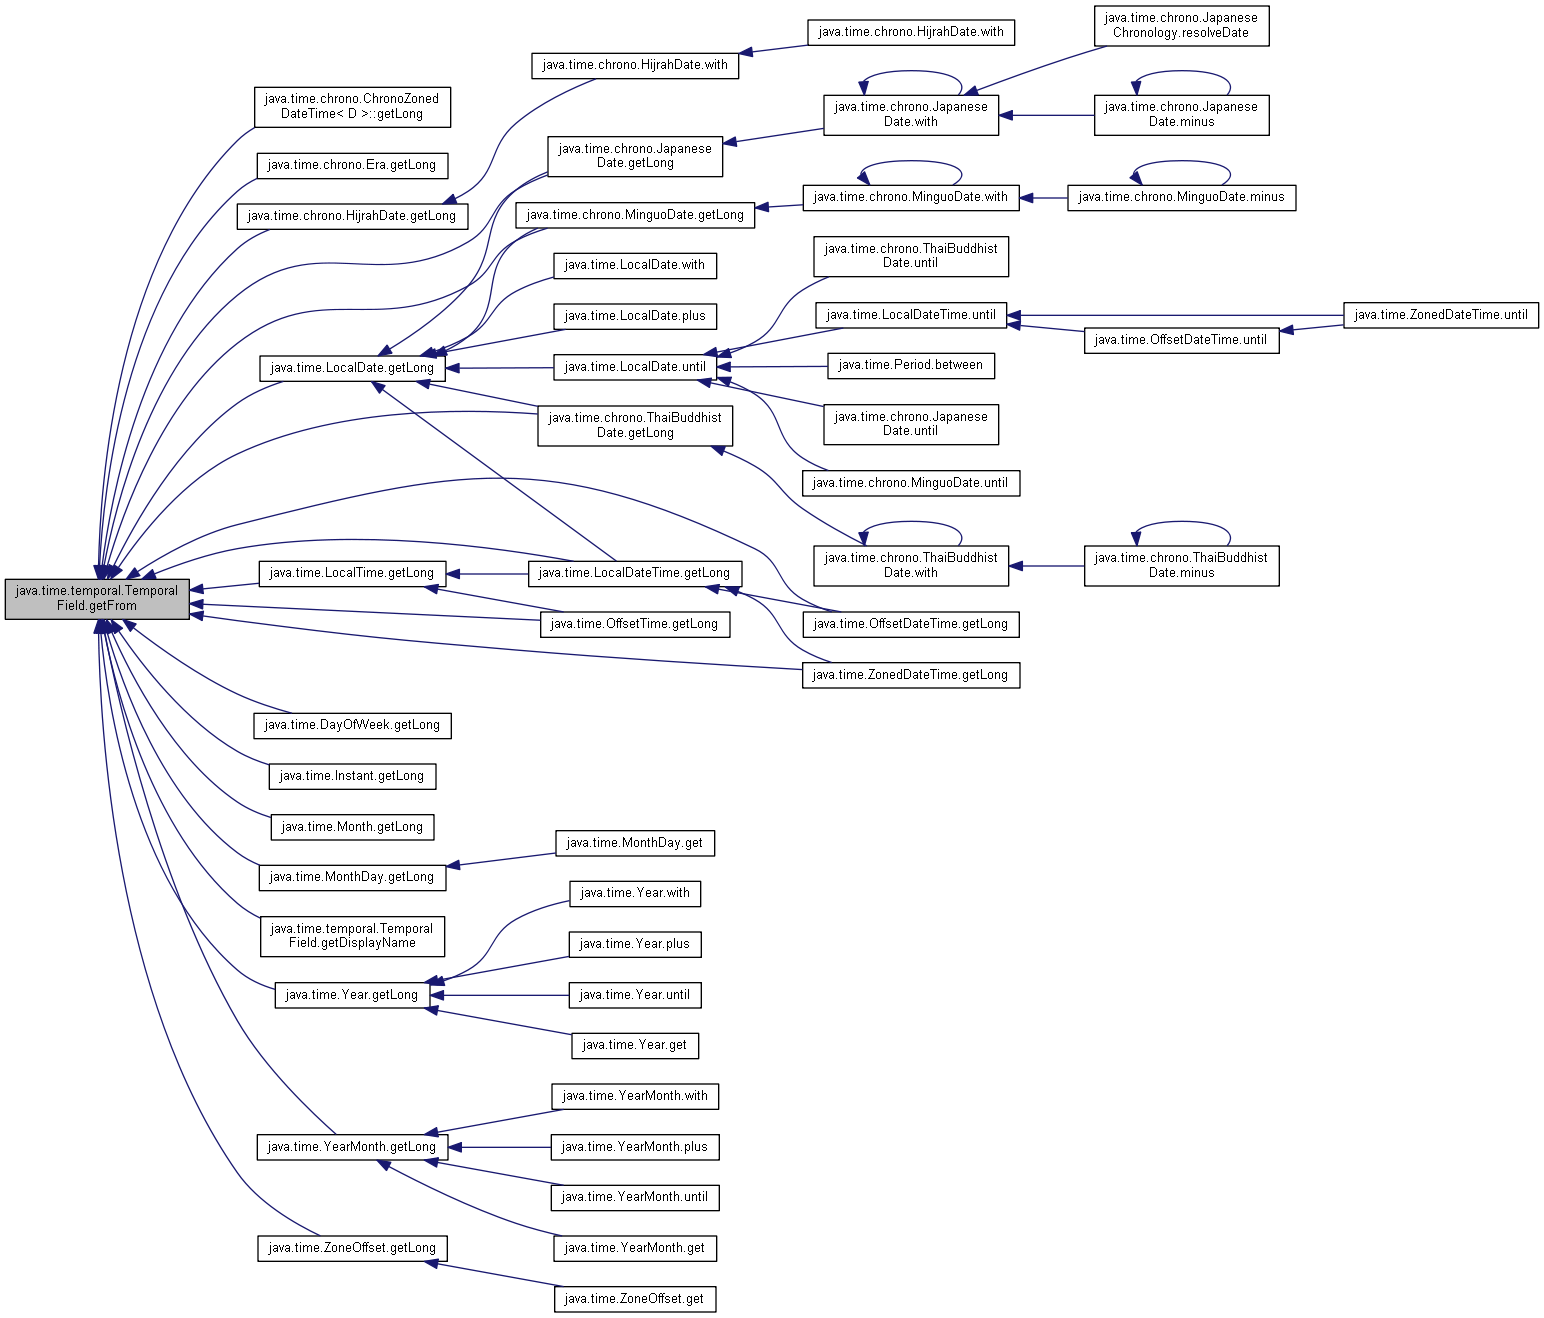 java.time.chrono.HijrahDate.with
java.time.chrono.Japanese
Chronology.resolveDate
java.time.chrono.HijrahDate.with
java.time.chrono.ChronoZoned
DateTime< D >::getLong
java.time.chrono.Japanese
Date.with
java.time.chrono.Japanese
Date.minus
java.time.chrono.Era.getLong
java.time.chrono.Japanese
Date.getLong
java.time.chrono.HijrahDate.getLong
java.time.chrono.MinguoDate.getLong
java.time.chrono.MinguoDate.with
java.time.chrono.MinguoDate.minus
java.time.LocalDate.with
java.time.chrono.ThaiBuddhist
Date.until
java.time.LocalDate.plus
java.time.LocalDateTime.until
java.time.ZonedDateTime.until
java.time.OffsetDateTime.until
java.time.LocalDate.getLong
java.time.LocalDate.until
java.time.Period.between
java.time.chrono.ThaiBuddhist
Date.getLong
java.time.chrono.Japanese
Date.until
java.time.chrono.MinguoDate.until
java.time.chrono.ThaiBuddhist
Date.with
java.time.chrono.ThaiBuddhist
Date.minus
java.time.temporal.Temporal
Field.getFrom
java.time.LocalTime.getLong
java.time.LocalDateTime.getLong
java.time.OffsetTime.getLong
java.time.OffsetDateTime.getLong
java.time.ZonedDateTime.getLong
java.time.DayOfWeek.getLong
java.time.Instant.getLong
java.time.Month.getLong
java.time.MonthDay.get
java.time.MonthDay.getLong
java.time.Year.with
java.time.temporal.Temporal
Field.getDisplayName
java.time.Year.plus
java.time.Year.getLong
java.time.Year.until
java.time.Year.get
java.time.YearMonth.with
java.time.YearMonth.getLong
java.time.YearMonth.plus
java.time.YearMonth.until
java.time.ZoneOffset.getLong
java.time.YearMonth.get
java.time.ZoneOffset.get